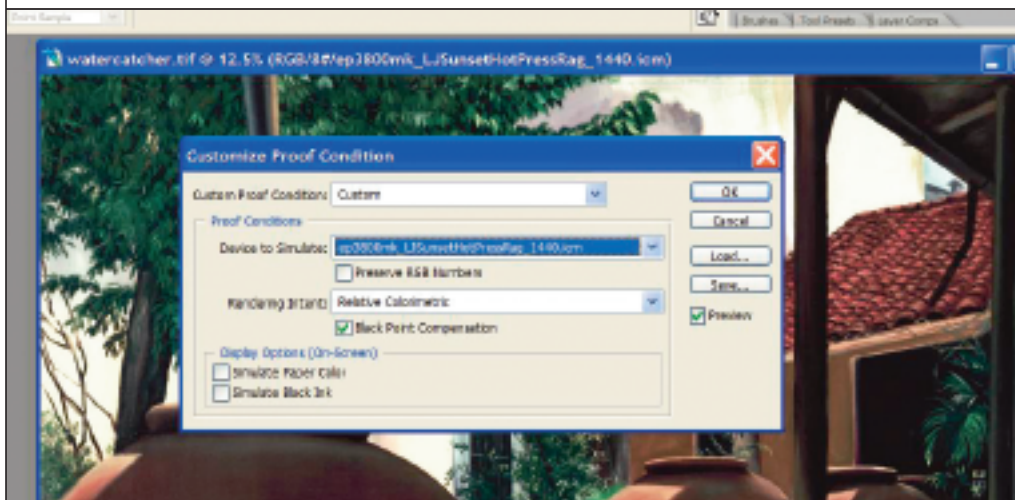 Point Sample
Brushes Tool Presets Layer Comps
watercatcher.tif @ 12.5% (RGB/8#/ep3800mk_LJSunsetHotPressRag_1440.icm)
Customize Proof Condition
Custom Proof Condition: Custom
OK
Proof Conditions
Cancel
Device to Simulate: ep3800mk_LJSunsetHotPressRag_1440.icm
Load...
Preserve RGB Numbers
Save...
Rendering Intent: Relative Colorimetric
Preview
Black Point Compensation
Display Options (On-Screen)
Simulate Paper Color
Simulate Black Ink